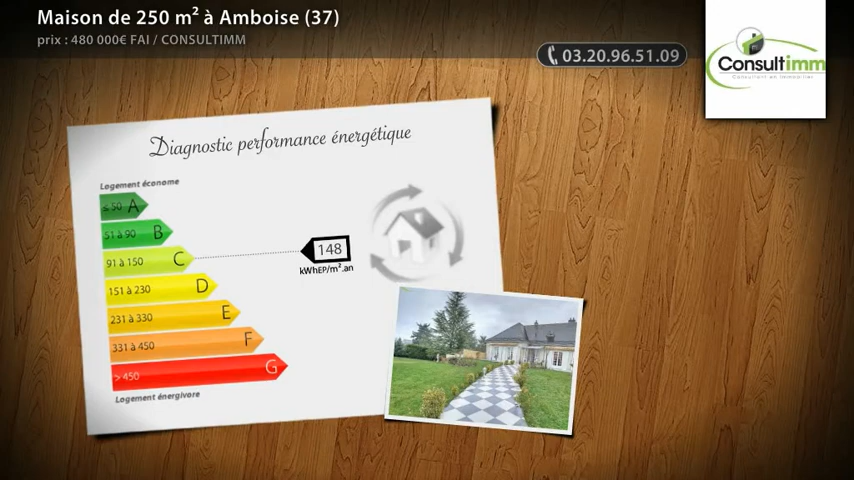 Maison de 250 m² à Amboise (37)
prix : 480 000€ FAI / CONSULTIMM
03.20.96.51.09
Consultimm
Consultant en immobilier
Diagnostic performance énergétique
Logement économe
≤ 50 A
51 à 90 B
91 à 150 C
148
kWhEP/m².an
151 à 230 D
231 à 330 E
331 à 450 F
> 450 G
Logement énergivore